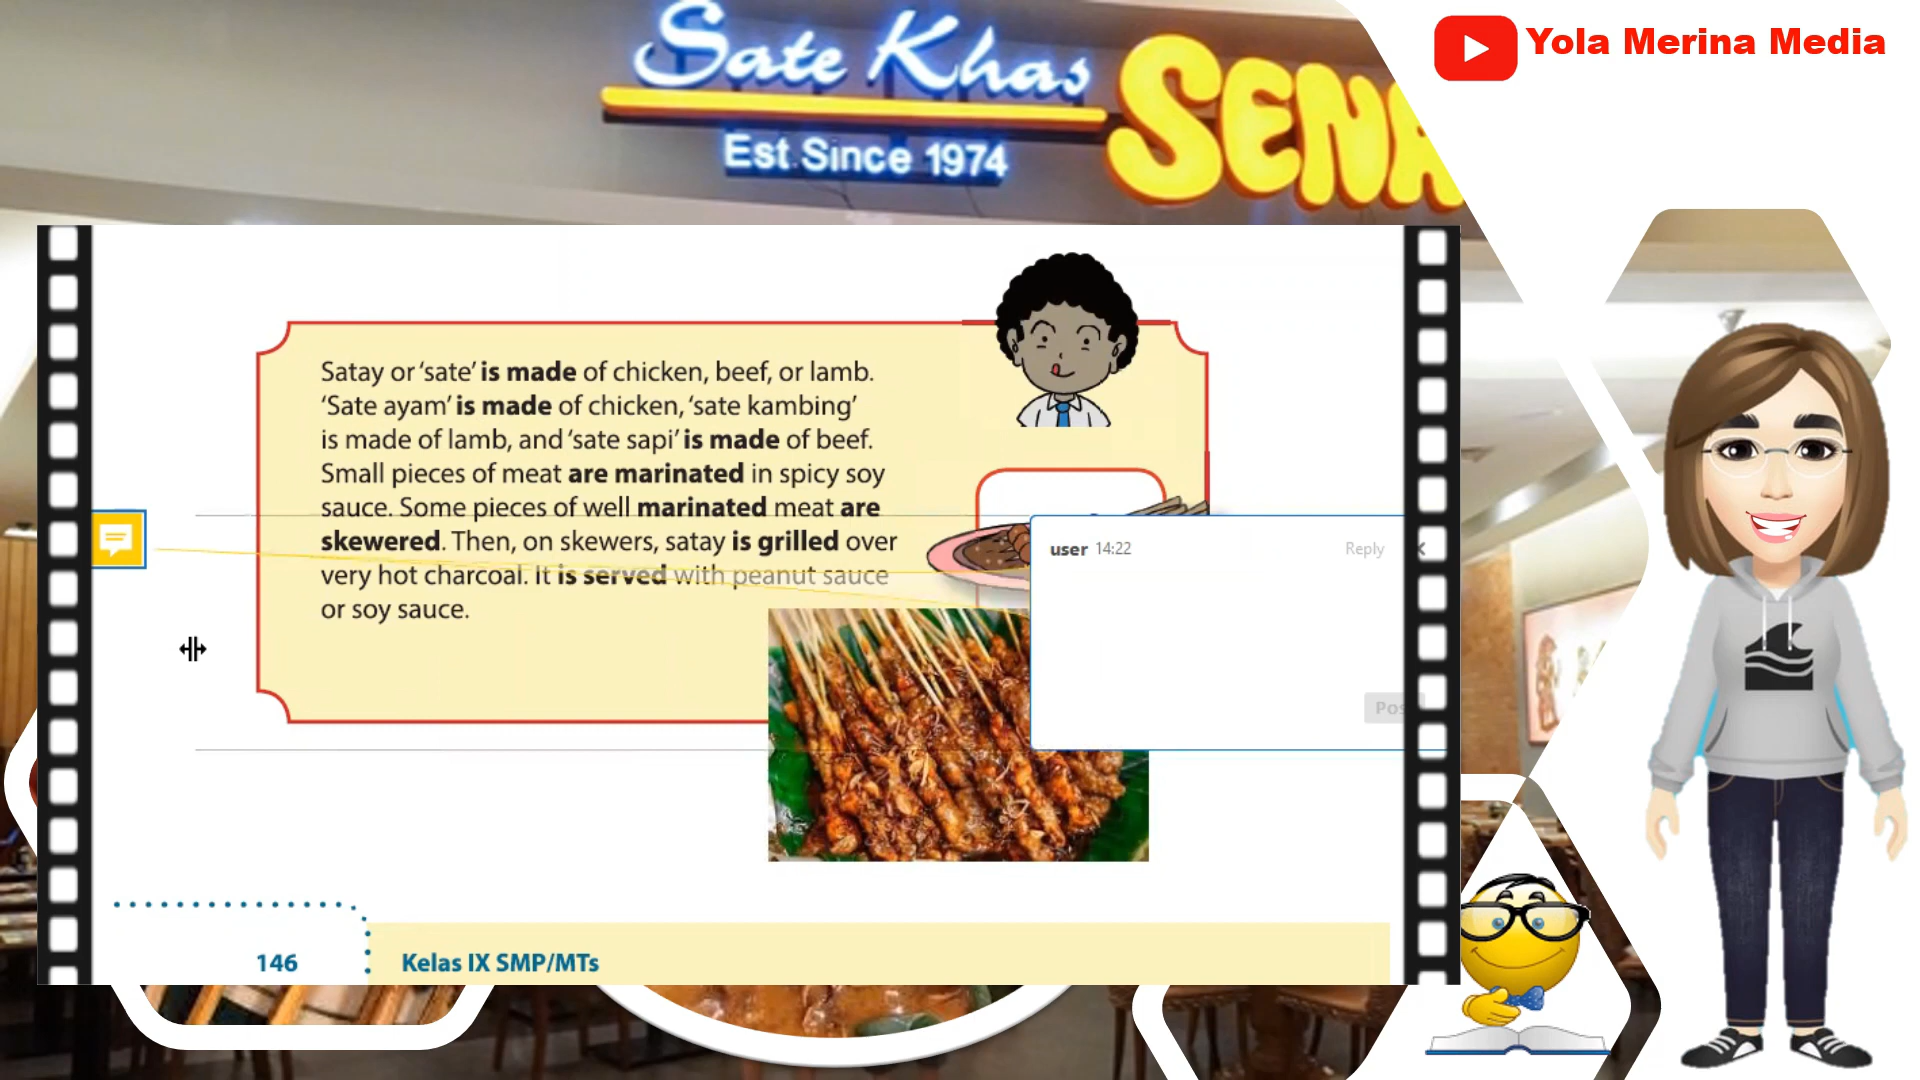 Sate Khas
Est Since 1974
Yola Merina Media
Satay or ‘sate’ is made of chicken, beef, or lamb.
‘Sate ayam’ is made of chicken, ‘sate kambing’
is made of lamb, and ‘sate sapi’ is made of beef.
Small pieces of meat are marinated in spicy soy
sauce. Some pieces of well marinated meat are
skewered. Then, on skewers, satay is grilled over
very hot charcoal. It is served with peanut sauce
or soy sauce.
user 14:22
Reply
146
Kelas IX SMP/MTs